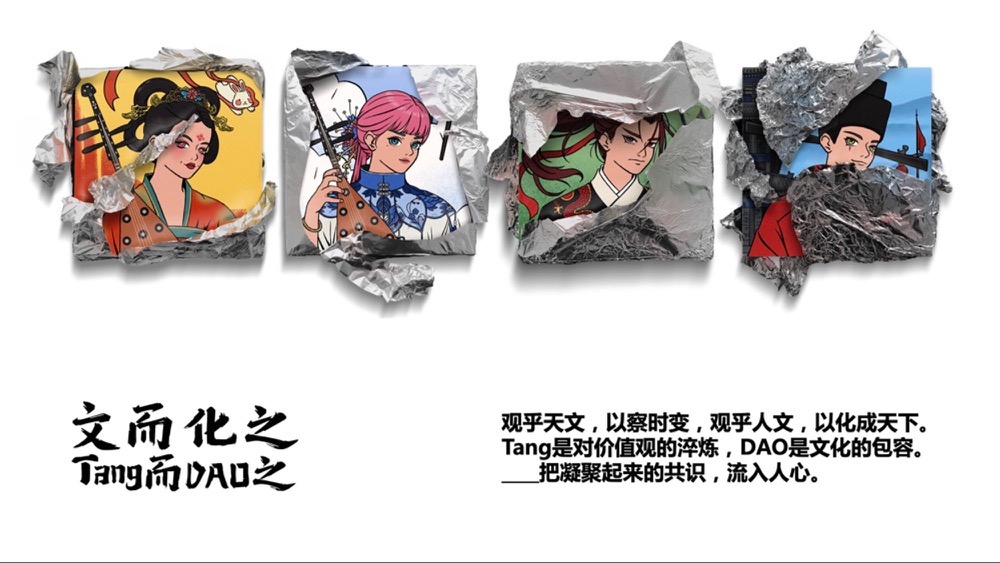 文而化之
Tang而DAO之
观乎天文，以察时变，观乎人文，以化成天下。
Tang是对价值观的淬炼，DAO是文化的包容。
____把凝聚起来的共识，流入人心。